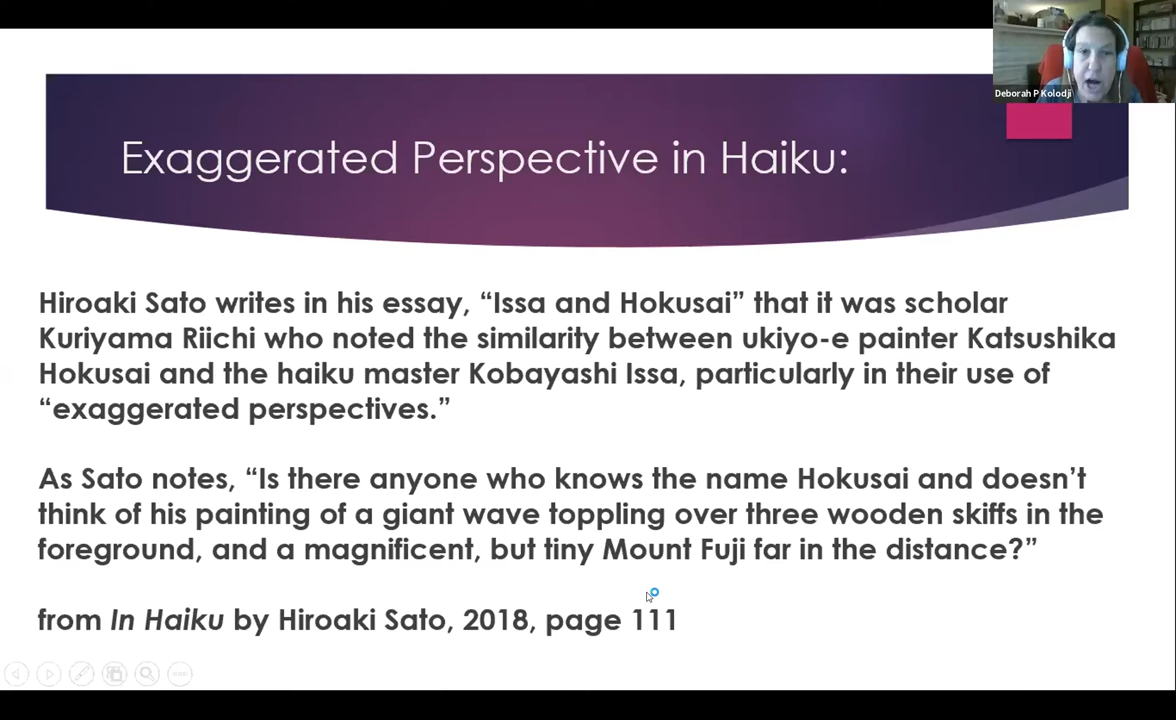 Deborah P Kolodji
Exaggerated Perspective in Haiku:
Hiroaki Sato writes in his essay, “Issa and Hokusai” that it was scholar
Kuriyama Riichi who noted the similarity between ukiyo-e painter Katsushika
Hokusai and the haiku master Kobayashi Issa, particularly in their use of
“exaggerated perspectives.”
As Sato notes, “Is there anyone who knows the name Hokusai and doesn’t
think of his painting of a giant wave toppling over three wooden skiffs in the
foreground, and a magnificent, but tiny Mount Fuji far in the distance?”
from In Haiku by Hiroaki Sato, 2018, page 111